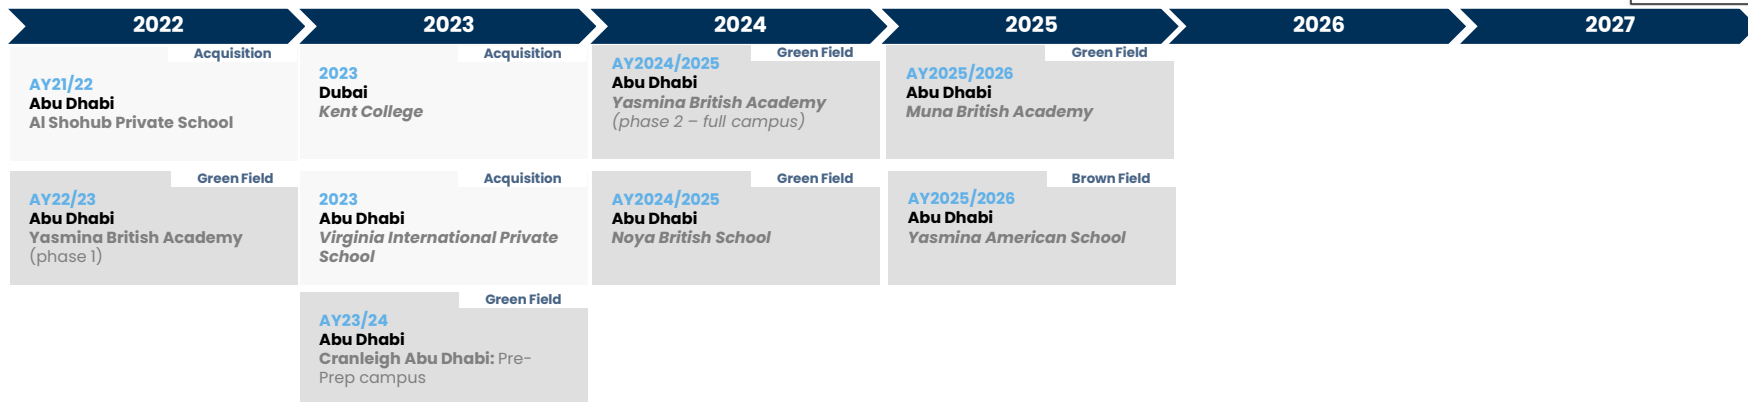 2022
2023
2024
2025
2026
2027
Acquisition
AY21/22
Abu Dhabi
Al Shohub Private School
Green Field
AY22/23
Abu Dhabi
Yasmina British Academy
(phase 1)
Acquisition
2023
Dubai
Kent College
Acquisition
2023
Abu Dhabi
Virginia International Private
School
Green Field
AY23/24
Abu Dhabi
Cranleigh Abu Dhabi: Pre-
Prep campus
Green Field
AY2024/2025
Abu Dhabi
Yasmina British Academy
(phase 2 – full campus)
Green Field
AY2024/2025
Abu Dhabi
Noya British School
Green Field
AY2025/2026
Abu Dhabi
Muna British Academy
Brown Field
AY2025/2026
Abu Dhabi
Yasmina American School